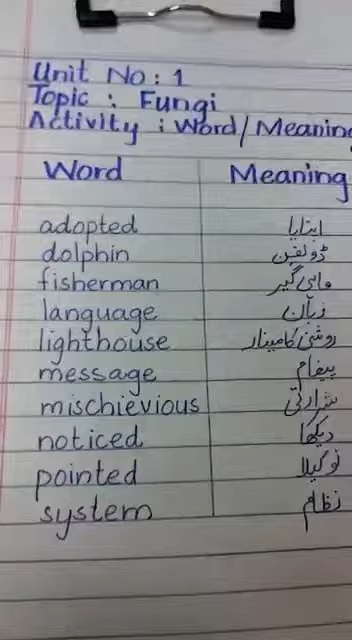 Unit No: 1
Topic : Fungi
Activity : Word/Meaning
Word Meaning
adopted اپنایا
dolphin ڈولفن
fisherman ماہی گیر
language زبان
lighthouse روشنی کا مینار
message پیغام
mischievious شرارتی
noticed دیکھا
pointed نوکیلا
system نظام